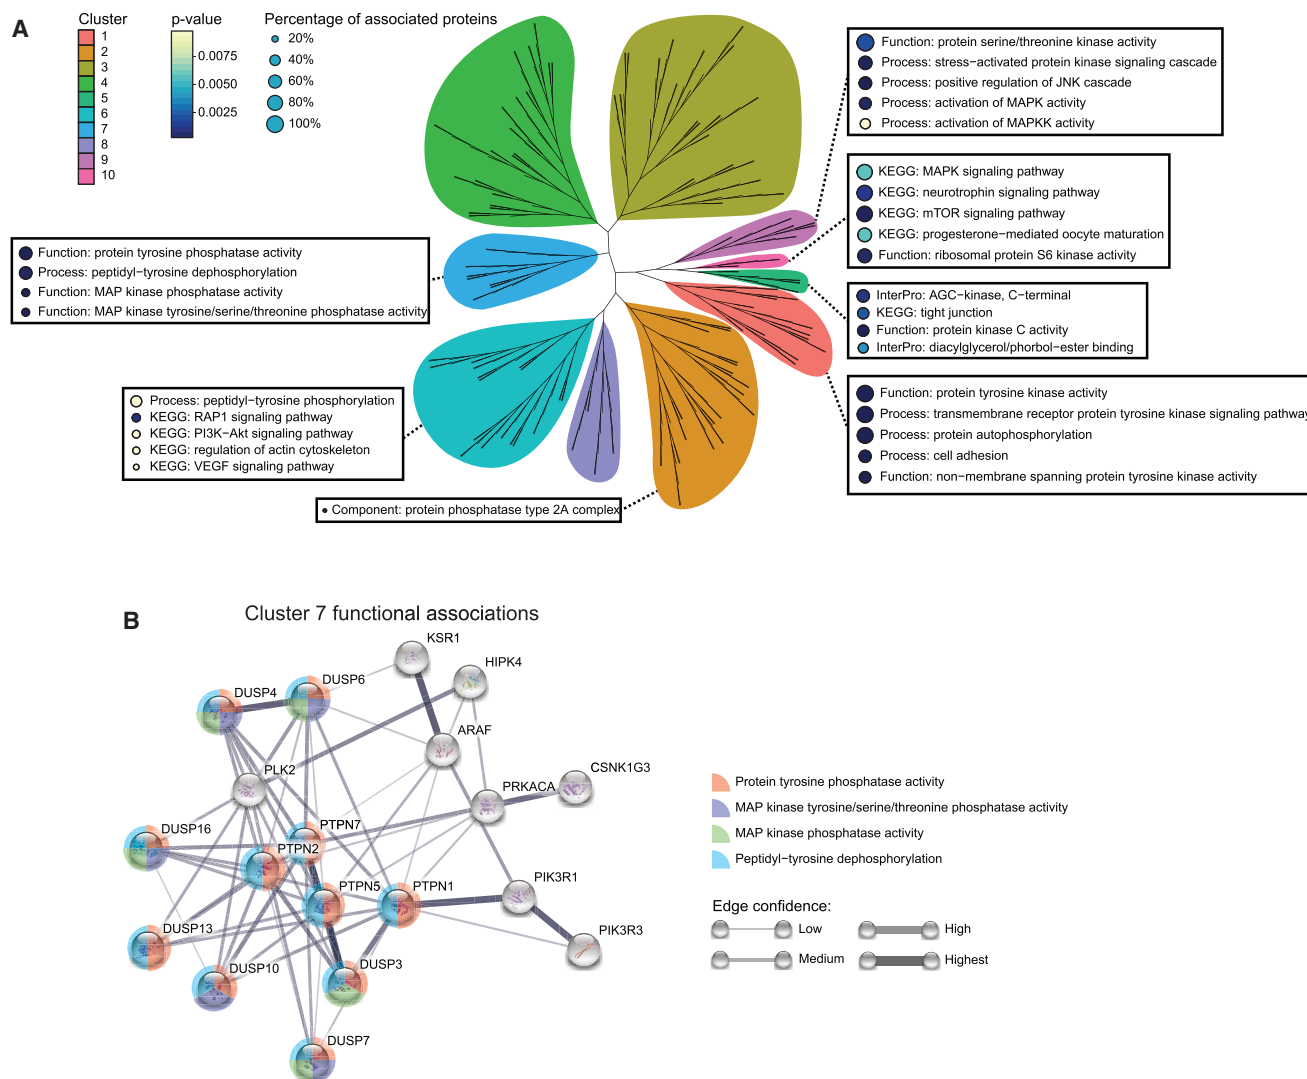 A
Cluster
1
2
3
4
5
6
7
8
9
10
p-value
0.0075
0.0050
0.0025
Percentage of associated proteins
20%
40%
60%
80%
100%
Function: protein serine/threonine kinase activity
Process: stress-activated protein kinase signaling cascade
Process: positive regulation of JNK cascade
Process: activation of MAPK activity
Process: activation of MAPKK activity
KEGG: MAPK signaling pathway
KEGG: neurotrophin signaling pathway
KEGG: mTOR signaling pathway
KEGG: progesterone-mediated oocyte maturation
Function: ribosomal protein S6 kinase activity
Function: protein tyrosine phosphatase activity
Process: peptidyl-tyrosine dephosphorylation
Function: MAP kinase phosphatase activity
Function: MAP kinase tyrosine/serine/threonine phosphatase activity
InterPro: AGC-kinase, C-terminal
KEGG: tight junction
Function: protein kinase C activity
InterPro: diacylglycerol/phorbol-ester binding
Function: protein tyrosine kinase activity
Process: transmembrane receptor protein tyrosine kinase signaling pathway
Process: protein autophosphorylation
Process: cell adhesion
Function: non-membrane spanning protein tyrosine kinase activity
Process: peptidyl-tyrosine phosphorylation
KEGG: RAP1 signaling pathway
KEGG: PI3K-Akt signaling pathway
KEGG: regulation of actin cytoskeleton
KEGG: VEGF signaling pathway
Component: protein phosphatase type 2A complex
B
Cluster 7 functional associations
KSR1
HIPK4
DUSP6
DUSP4
ARAF
PLK2
CSNK1G3
PRKACA
DUSP16
PTPN7
PTPN2
PTPN5
PTPN1
PIK3R1
DUSP13
PIK3R3
DUSP10
DUSP3
DUSP7
Protein tyrosine phosphatase activity
MAP kinase tyrosine/serine/threonine phosphatase activity
MAP kinase phosphatase activity
Peptidyl-tyrosine dephosphorylation
Edge confidence:
Low
High
Medium
Highest